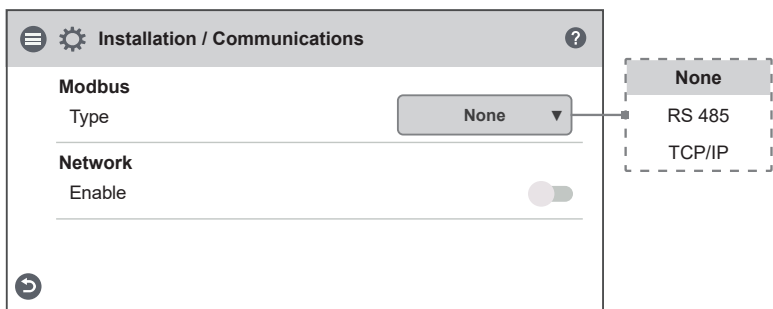 Installation / Communications
?
Modbus
Type
None ▼
None
RS 485
TCP/IP
Network
Enable